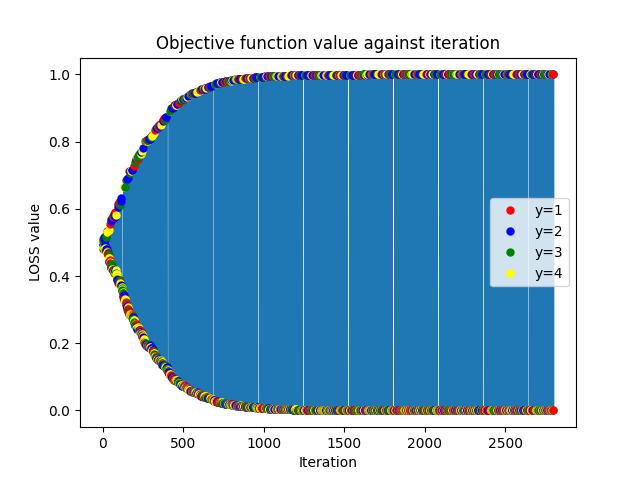 Objective function value against iteration
LOSS value
1.0
0.8
0.6
0.4
0.2
0.0
y=1
y=2
y=3
y=4
0 500 1000 1500 2000 2500
Iteration